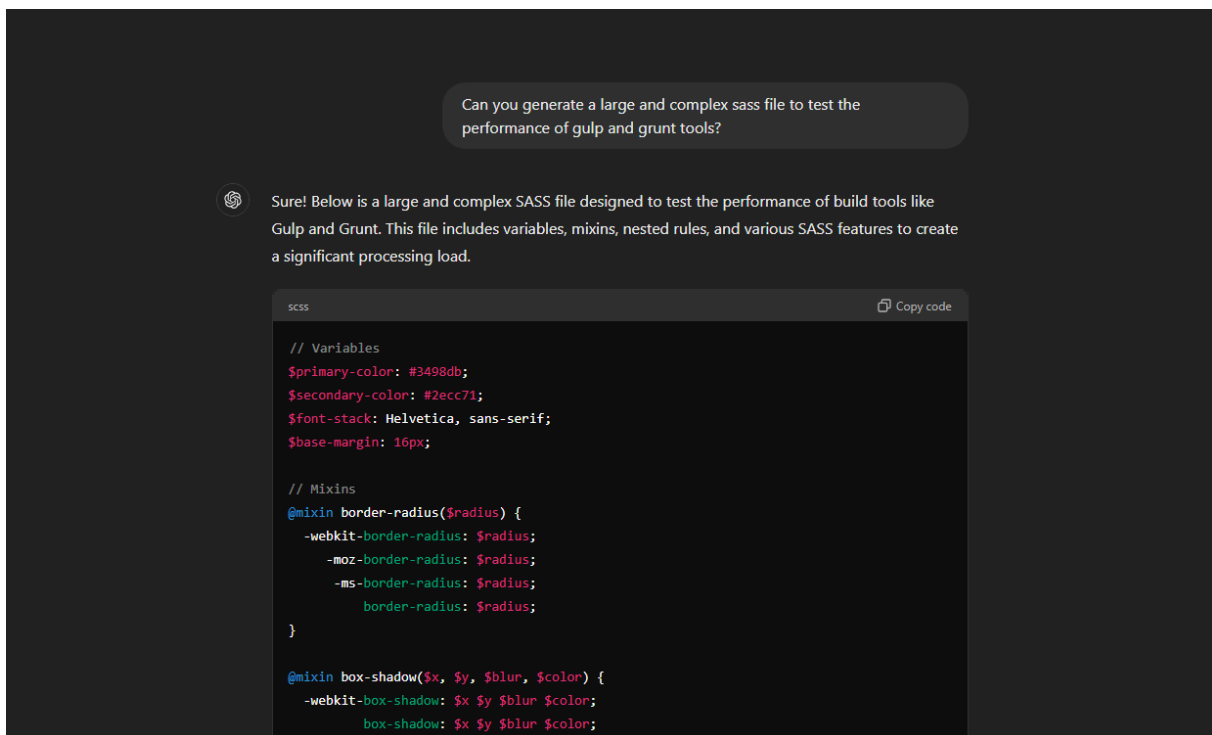 Can you generate a large and complex sass file to test the
performance of gulp and grunt tools?
Sure! Below is a large and complex SASS file designed to test the performance of build tools like
Gulp and Grunt. This file includes variables, mixins, nested rules, and various SASS features to create
a significant processing load.
scss
Copy code
// Variables
$primary-color: #3498db;
$secondary-color: #2ecc71;
$font-stack: Helvetica, sans-serif;
$base-margin: 16px;
// Mixins
@mixin border-radius($radius) {
-webkit-border-radius: $radius;
-moz-border-radius: $radius;
-ms-border-radius: $radius;
border-radius: $radius;
}
@mixin box-shadow($x, $y, $blur, $color) {
-webkit-box-shadow: $x $y $blur $color;
box-shadow: $x $y $blur $color;